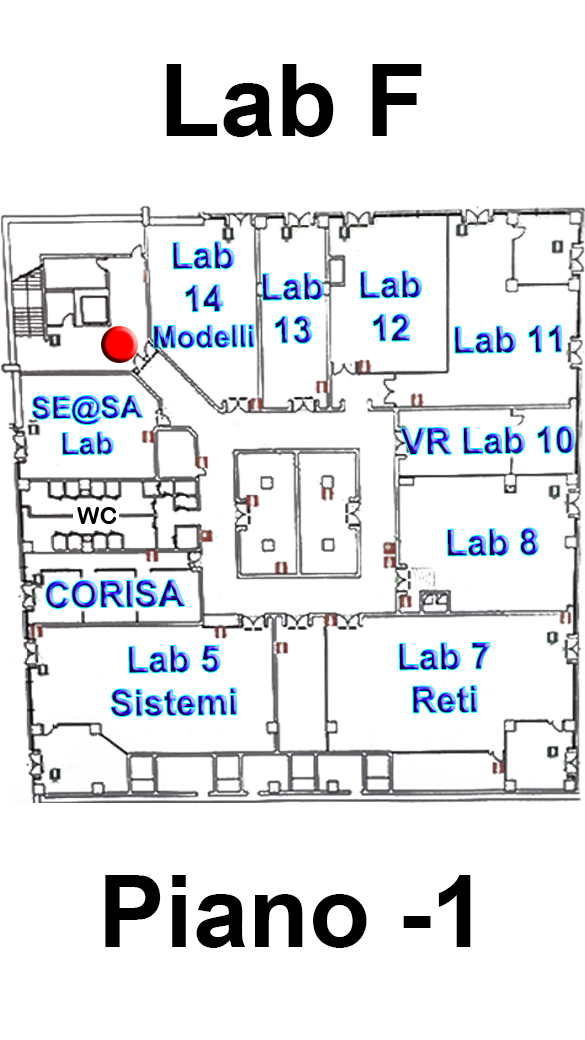 Lab F
Lab
14
Modelli
Lab
13
Lab
12
Lab 11
SE@SA
Lab
VR Lab 10
WC
Lab 8
CORISA
Lab 5
Sistemi
Lab 7
Reti
Piano -1